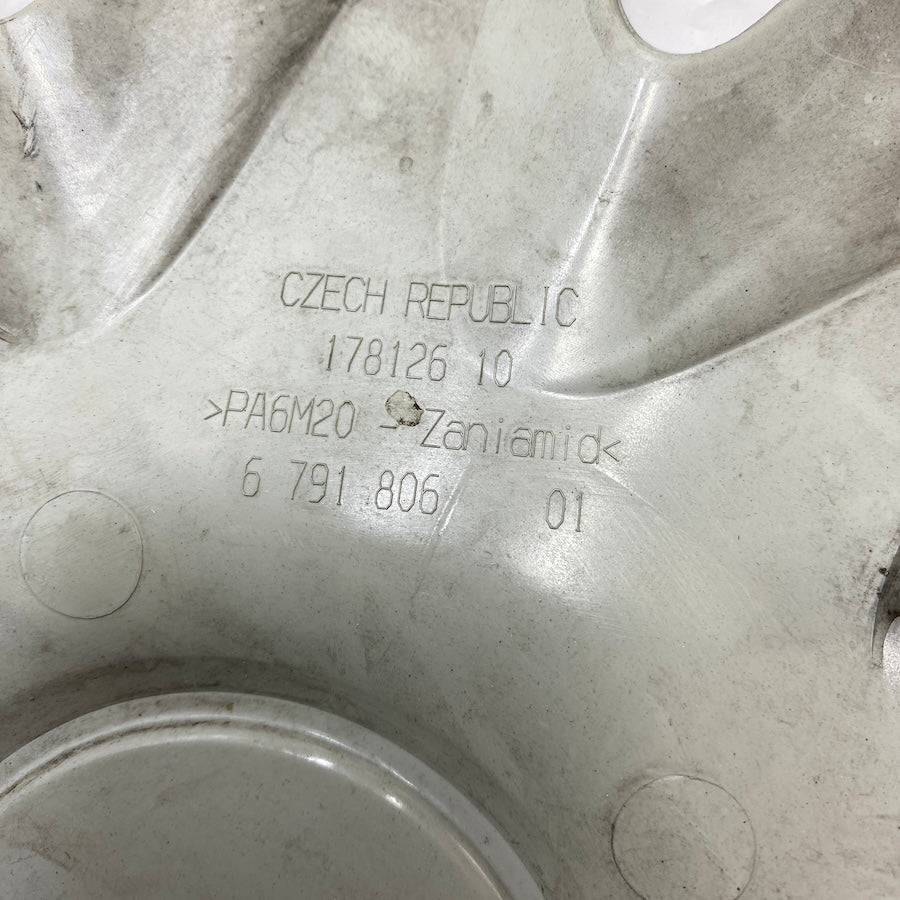 CZECH REPUBLIC
178126 10
>PA6M20 - Zaniamid<
6 791 806 01